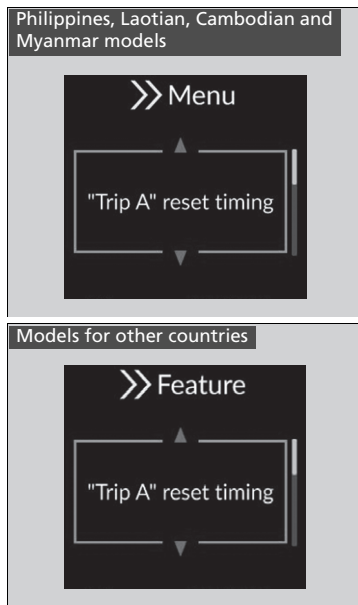 Philippines, Laotian, Cambodian and
Myanmar models
Menu
"Trip A" reset timing
Models for other countries
Feature
"Trip A" reset timing